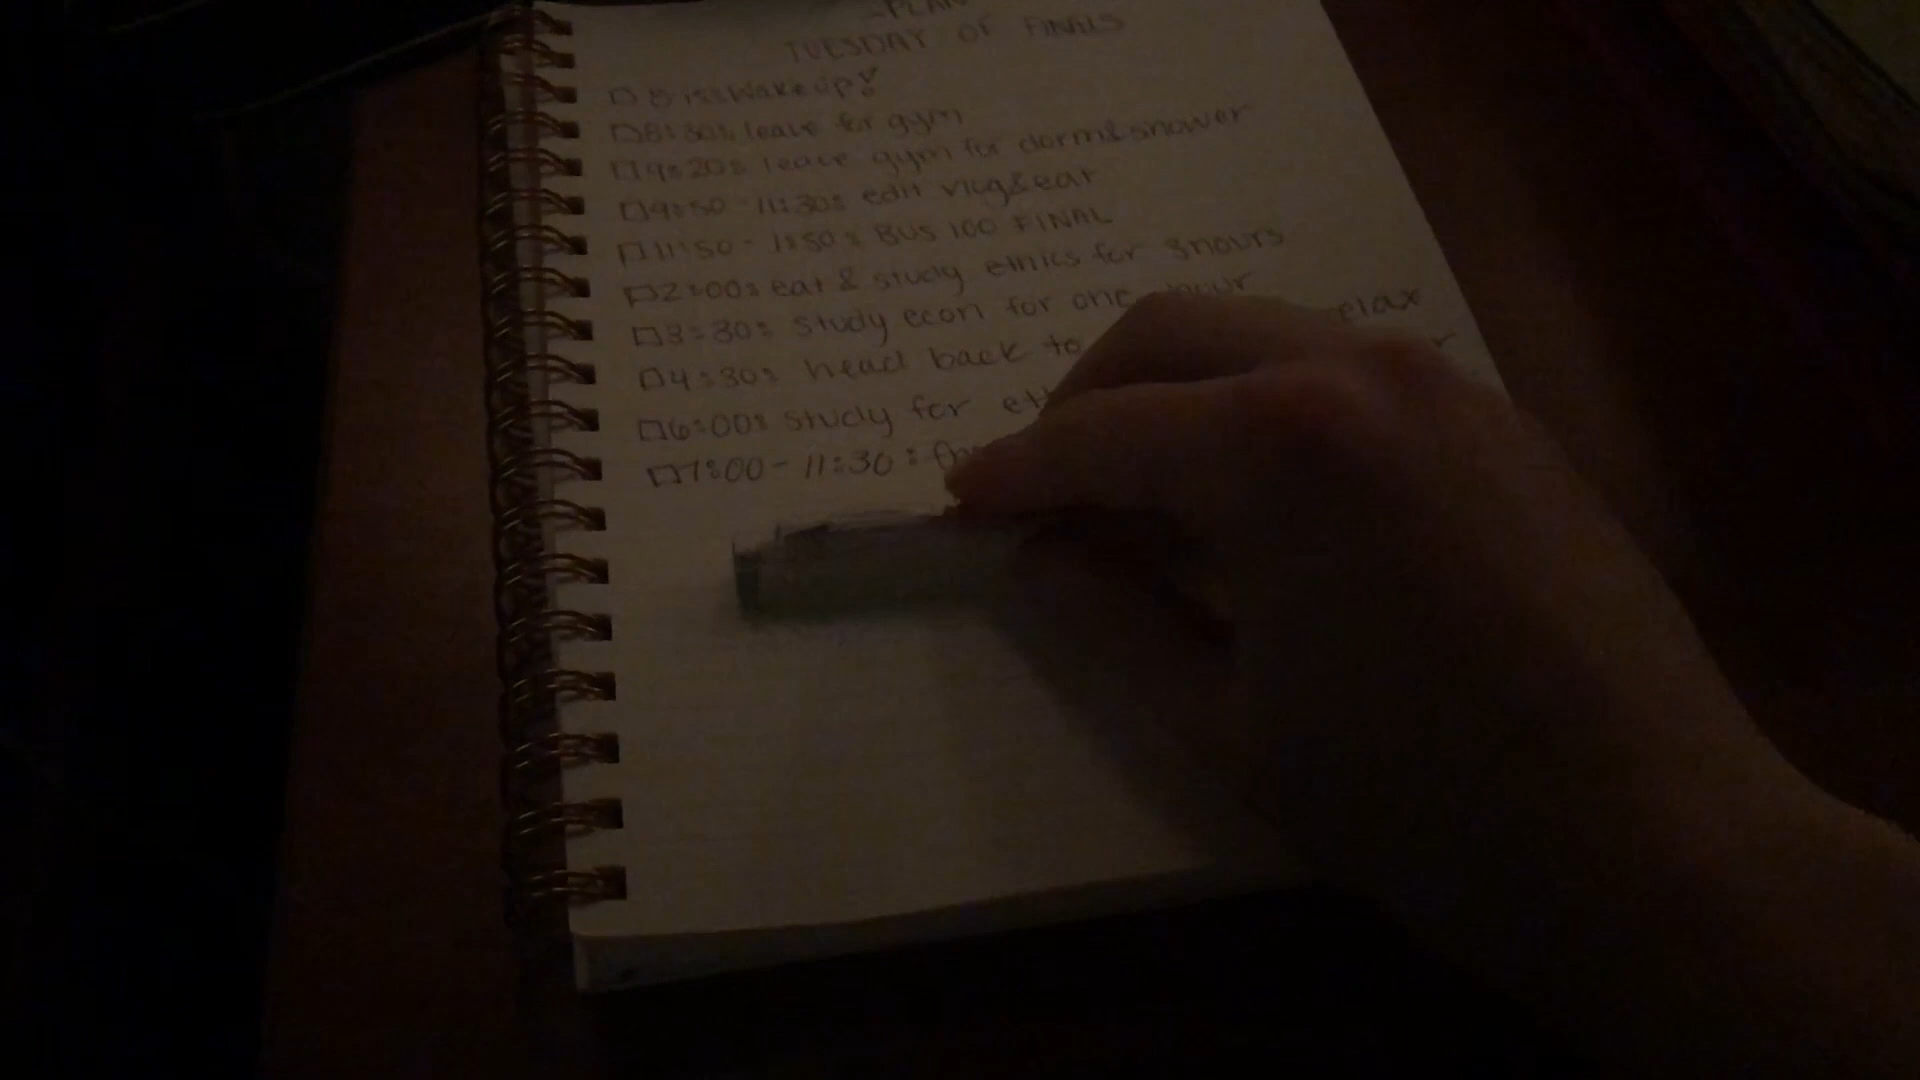 -PLAN
TUESDAY OF FINALS
8:15: Wake up!
8:30: leave for gym
9:20: leave gym for dorm & shower
9:50-11:30: edit vlog & eat
11:50-1:50: BUS 100 FINAL
2:00: eat & study ethics for 3 hours
3:30: study econ for one hour
4:30: head back to relax
6:00: study for
7:00-11:30: